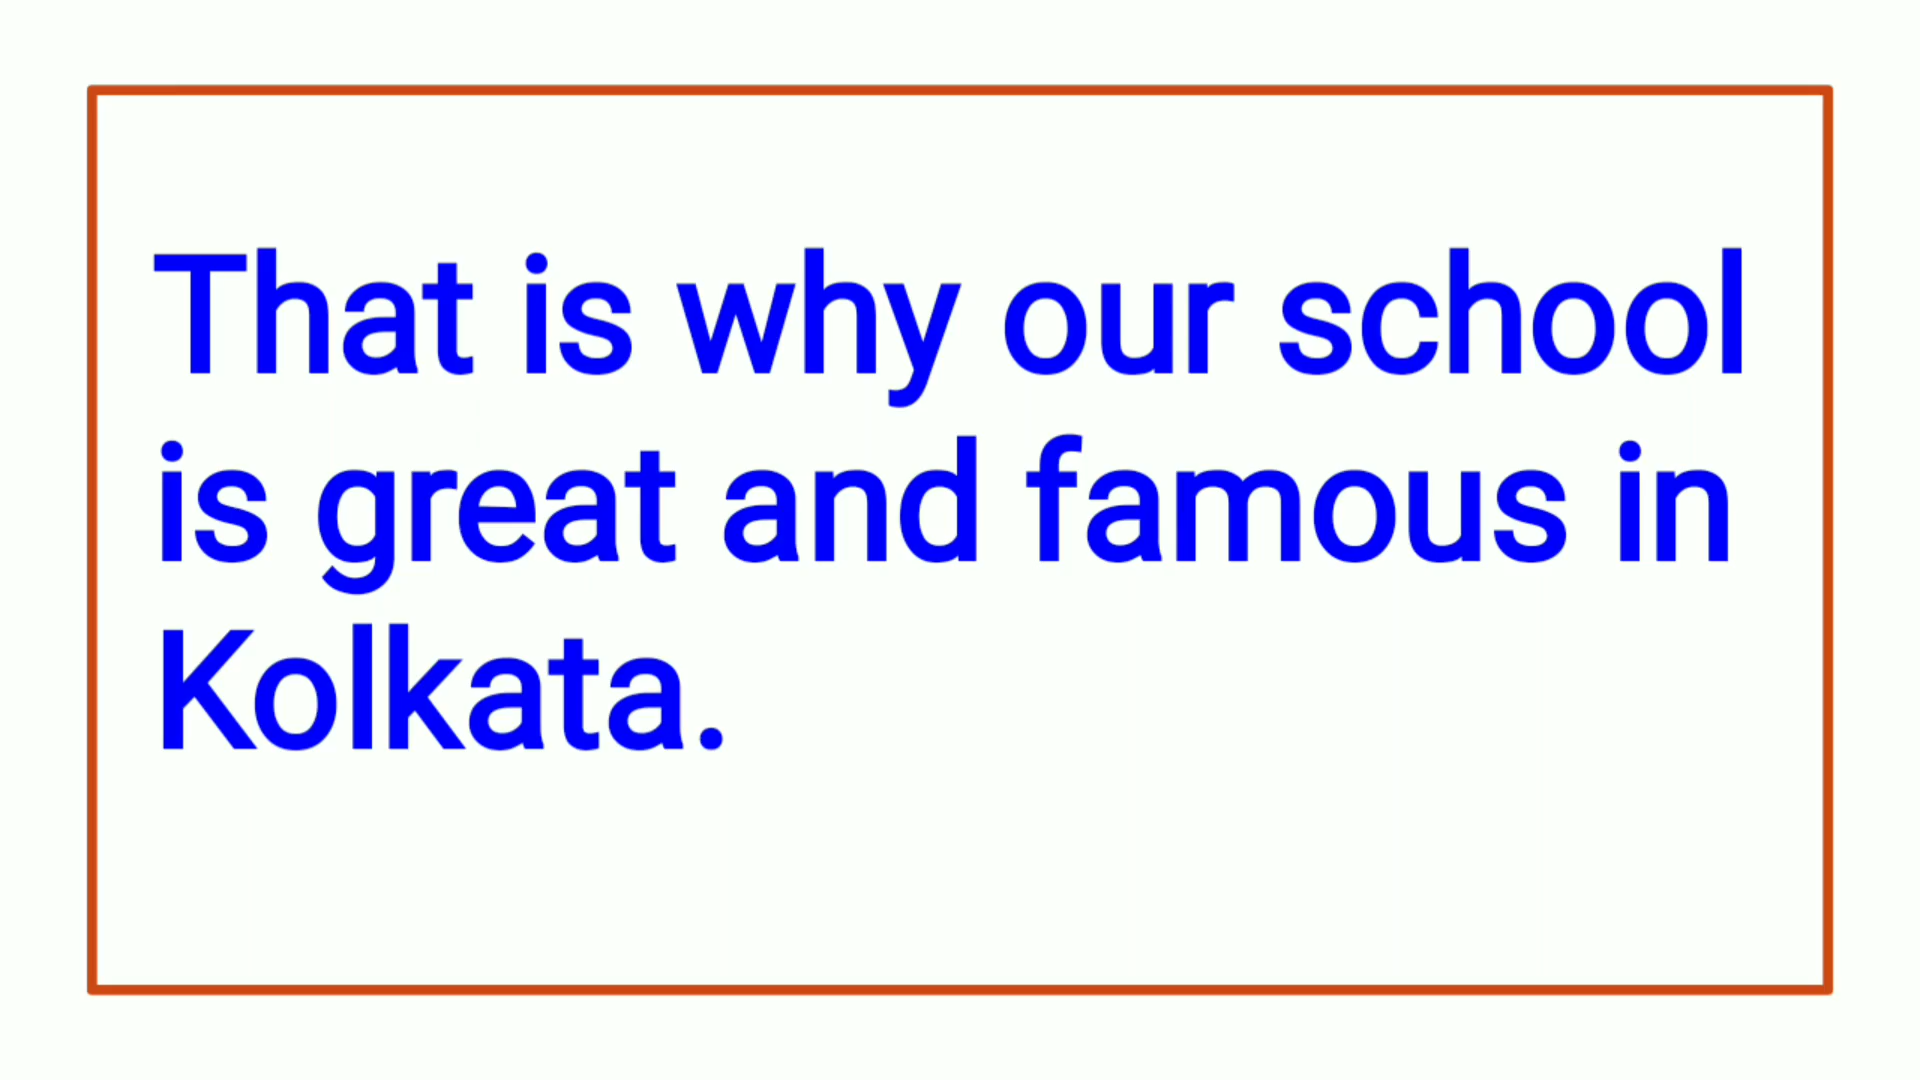 That is why our school
is great and famous in
Kolkata.